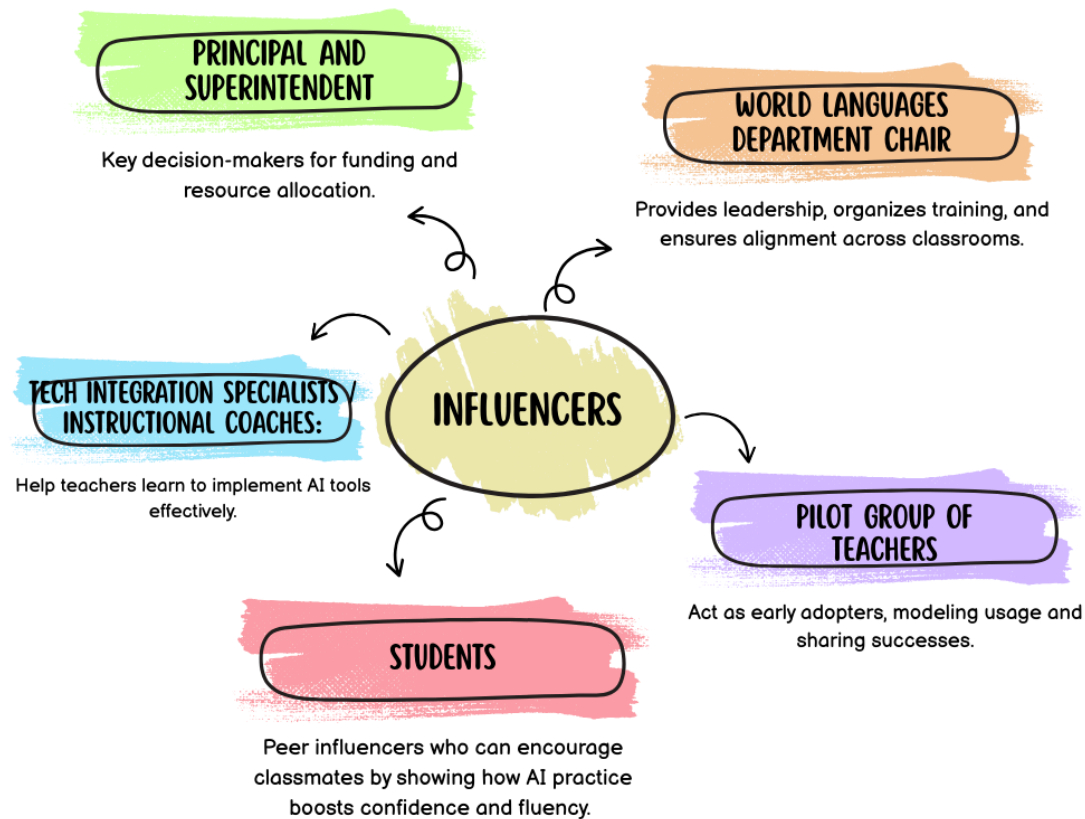 PRINCIPAL AND
SUPERINTENDENT
Key decision-makers for funding and
resource allocation.
WORLD LANGUAGES
DEPARTMENT CHAIR
Provides leadership, organizes training, and
ensures alignment across classrooms.
TECH INTEGRATION SPECIALISTS /
INSTRUCTIONAL COACHES:
Help teachers learn to implement AI tools
effectively.
INFLUENCERS
PILOT GROUP OF
TEACHERS
Act as early adopters, modeling usage and
sharing successes.
STUDENTS
Peer influencers who can encourage
classmates by showing how AI practice
boosts confidence and fluency.